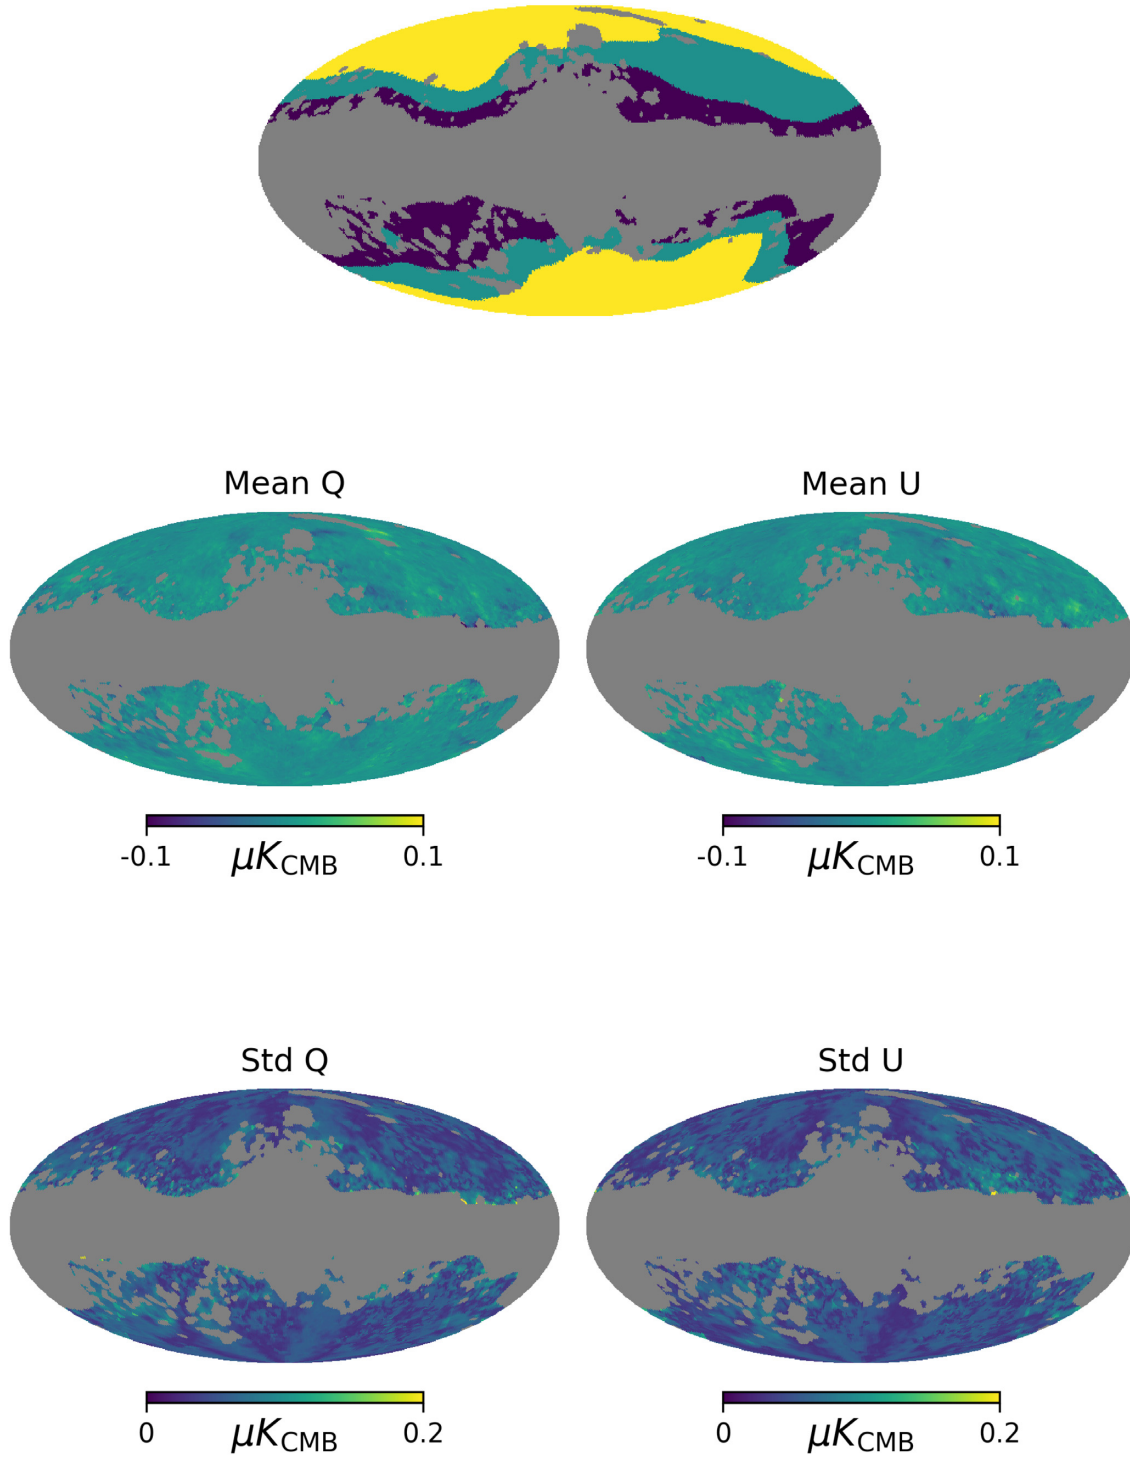 Mean Q
Mean U
-0.1 0.1
μK_CMB
-0.1 0.1
μK_CMB
Std Q
Std U
0 0.2
μK_CMB
0 0.2
μK_CMB